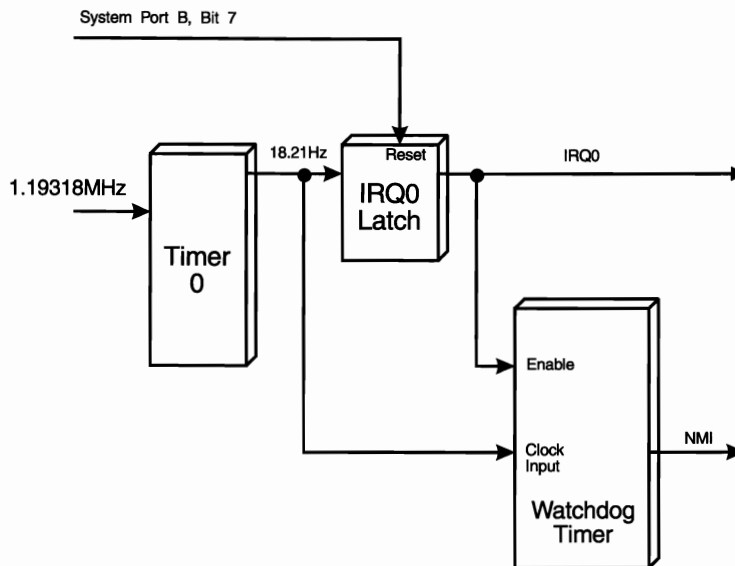 System Port B, Bit 7
18.21Hz
Reset
IRQ0
1.19318MHz
IRQ0
Latch
Timer
0
Enable
NMI
Clock
Input
Watchdog
Timer